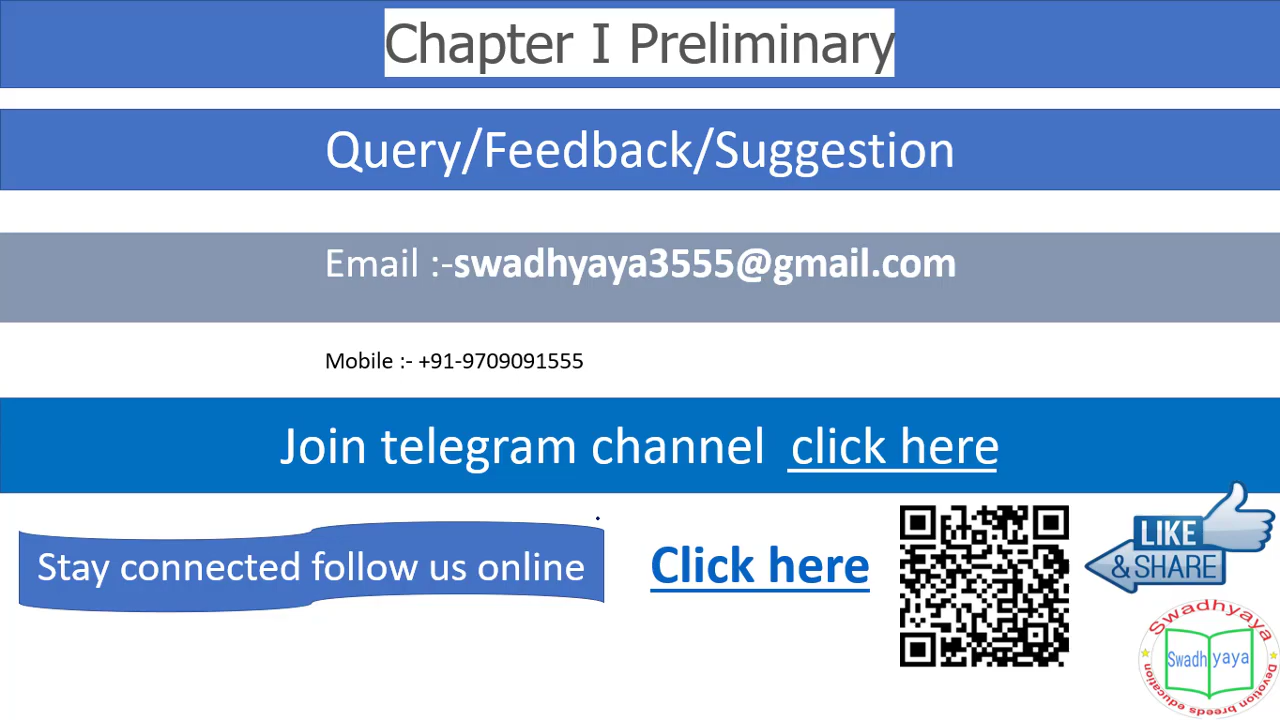 Chapter I Preliminary
Query/Feedback/Suggestion
Email :-swadhyaya3555@gmail.com
Mobile :- +91-9709091555
Join telegram channel click here
Stay connected follow us online
Click here
LIKE
& SHARE
Swadhyaya
Swadhyaya
Devotion breeds education